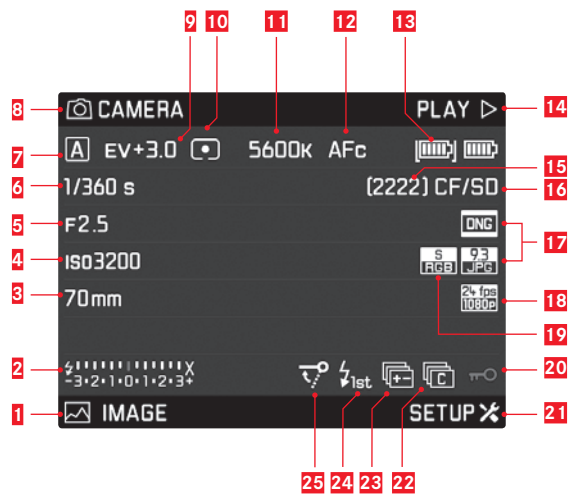 9 10 11 12 13
8 CAMERA PLAY 14
7 A EV+3.0 5600K AFc
15
6 1/360 s (2222) CF/SD 16
5 F2.5 DNG
17
4 ISO3200 S RGB 9.3 JPG
3 70mm 24 fps 1080p 18
19
2 X 20
-3·2·1·0·1·2·3+ 1st +- C
1 IMAGE SETUP 21
25 24 23 22